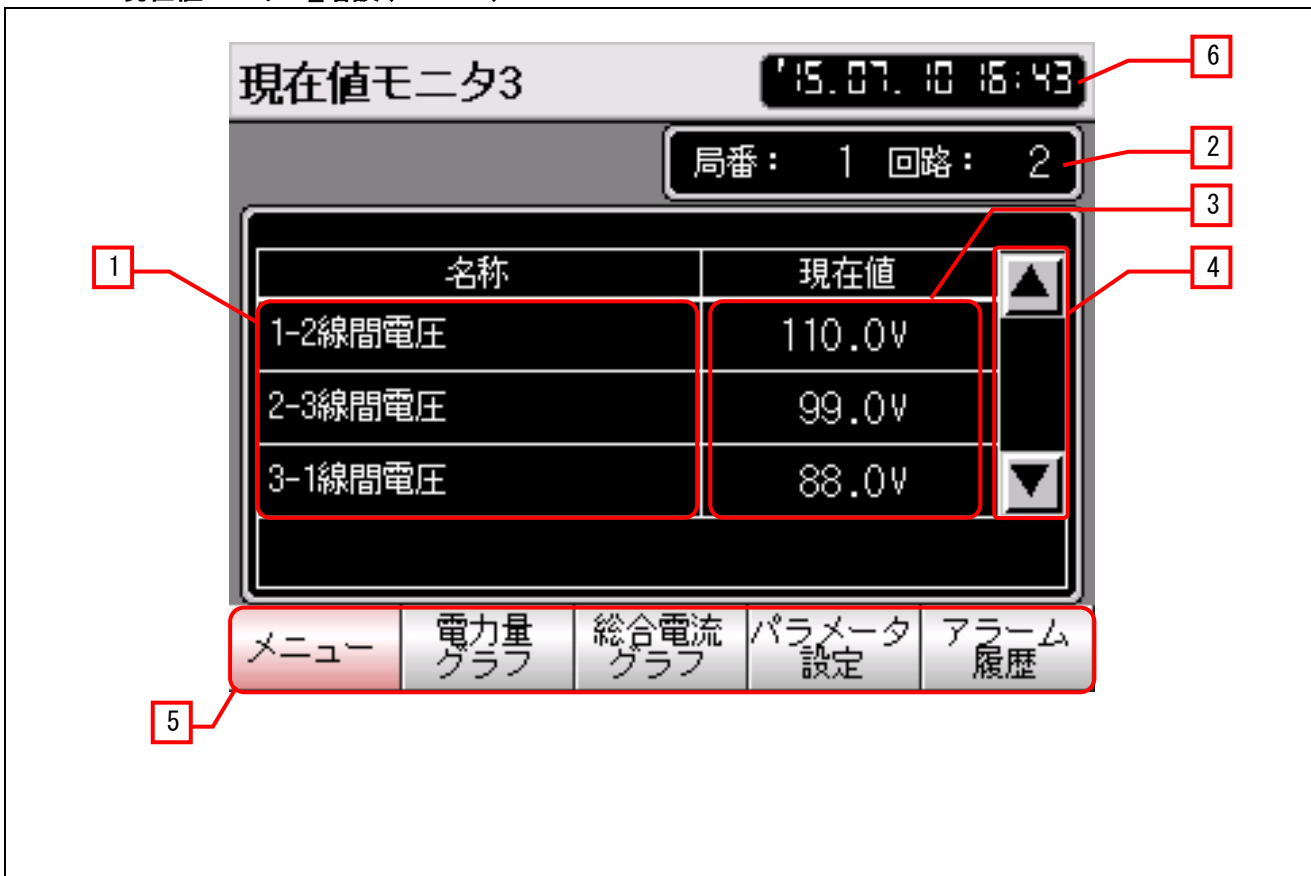 現在値モニタ3
'15.07.10 16:43
6
局番: 1 回路: 2
2
3
1
名称 現在値
4
1-2線間電圧 110.0V
2-3線間電圧 99.0V
3-1線間電圧 88.0V
メニュー 電力量グラフ 総合電流グラフ パラメータ設定 アラーム履歴
5